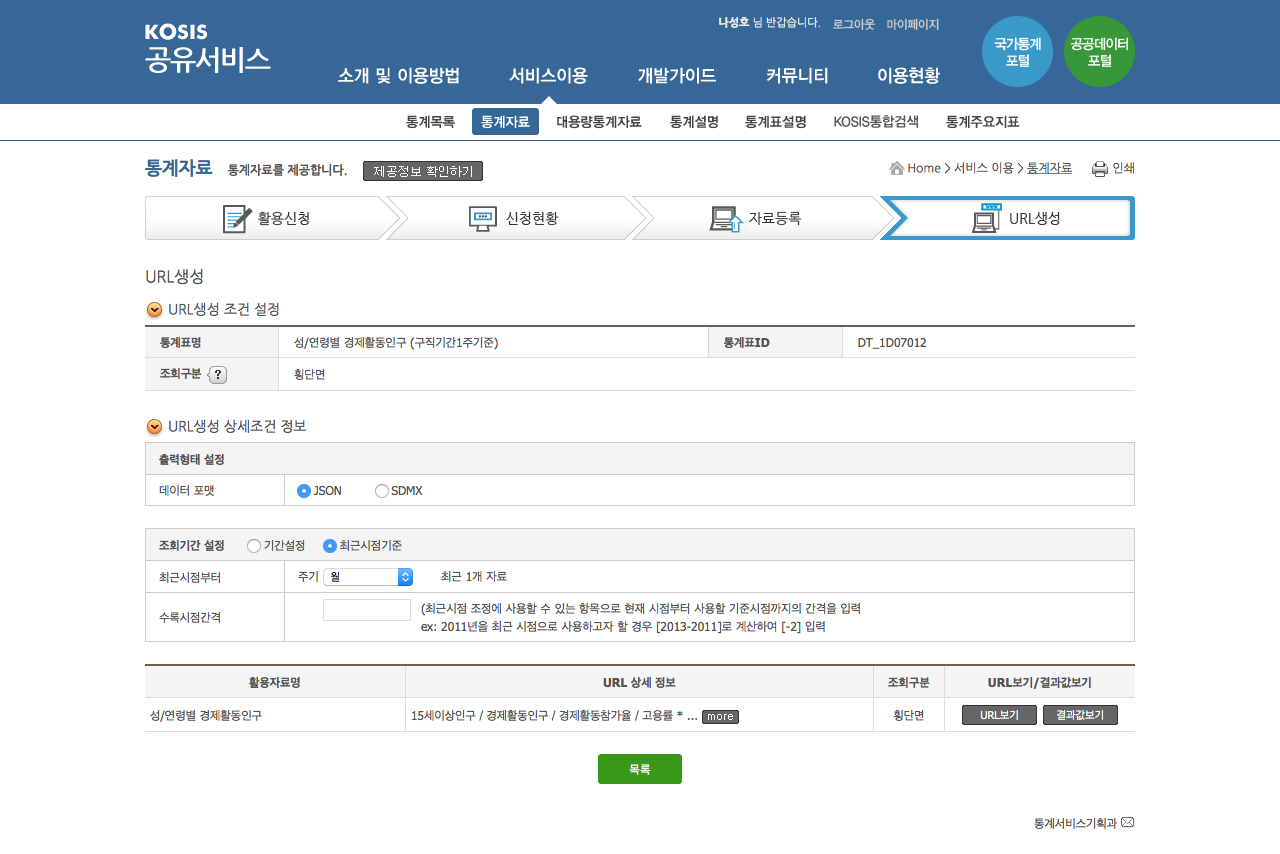 KOSIS
공유서비스
나성호 님 반갑습니다. 로그아웃 마이페이지
국가통계
포털
공공데이터
포털
소개 및 이용방법 서비스이용 개발가이드 커뮤니티 이용현황
통계목록 통계자료 대용량통계자료 통계설명 통계표설명 KOSIS통합검색 통계주요지표
통계자료 통계자료를 제공합니다. 제공정보 확인하기
Home > 서비스 이용 > 통계자료 인쇄
활용신청 신청현황 자료등록 URL생성
URL생성
URL생성 조건 설정
통계표명 성/연령별 경제활동인구 (구직기간1주기준) 통계표ID DT_1D07012
조회구분 ? 횡단면
URL생성 상세조건 정보
출력형태 설정
데이터 포맷 JSON SDMX
조회기간 설정 기간설정 최근시점기준
최근시점부터 주기 월 최근 1개 자료
수록시점간격 (최근시점 조정에 사용할 수 있는 항목으로 현재 시점부터 사용할 기준시점까지의 간격을 입력
ex: 2011년을 최근 시점으로 사용하고자 할 경우 [2013-2011]로 계산하여 [-2] 입력
활용자료명 URL 상세 정보 조회구분 URL보기/결과값보기
성/연령별 경제활동인구 15세이상인구 / 경제활동인구 / 경제활동참가율 / 고용률 * ... more 횡단면 URL보기 결과값보기
목록
통계서비스기획과